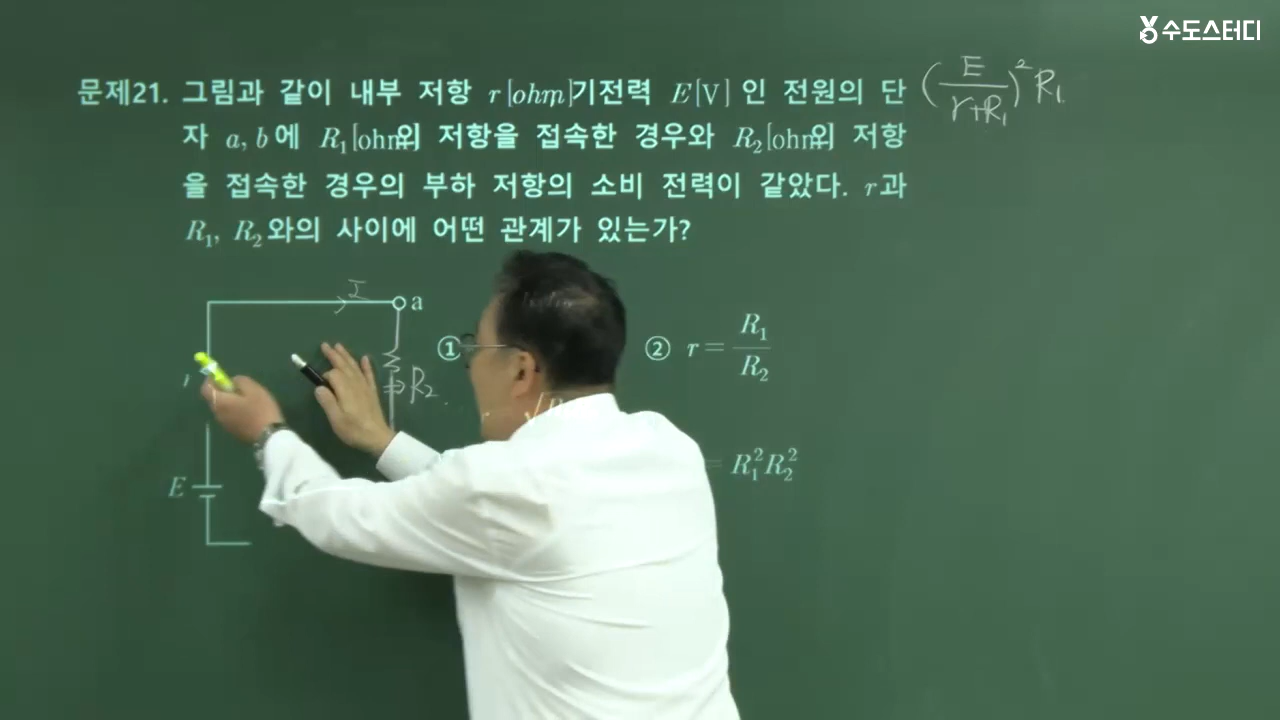 수도스터디
문제21. 그림과 같이 내부 저항 r[ohm]기전력 E[V] 인 전원의 단
자 a, b에 R₁[ohm]의 저항을 접속한 경우와 R₂[ohm]의 저항
을 접속한 경우의 부하 저항의 소비 전력이 같았다. r과
R₁, R₂와의 사이에 어떤 관계가 있는가?
(E/(r+R₁))² R₁
I
a
r
R₂
E
①
② r = R₁/R₂
= R₁²R₂²